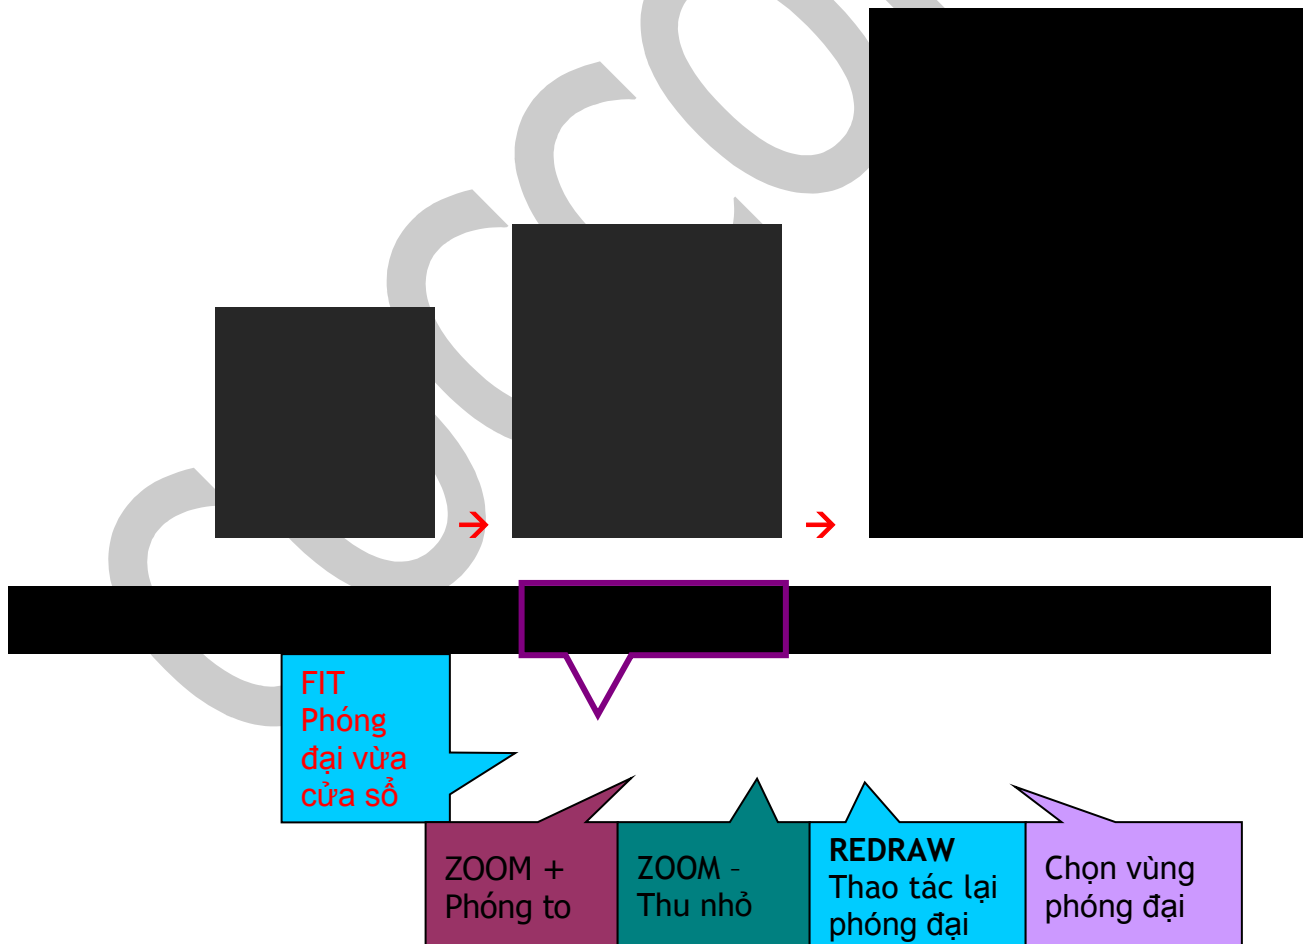 →
→
FIT
Phóng
đại vừa
cửa sổ
ZOOM +
Phóng to
ZOOM –
Thu nhỏ
REDRAW
Thao tác lại
phóng đại
Chọn vùng
phóng đại